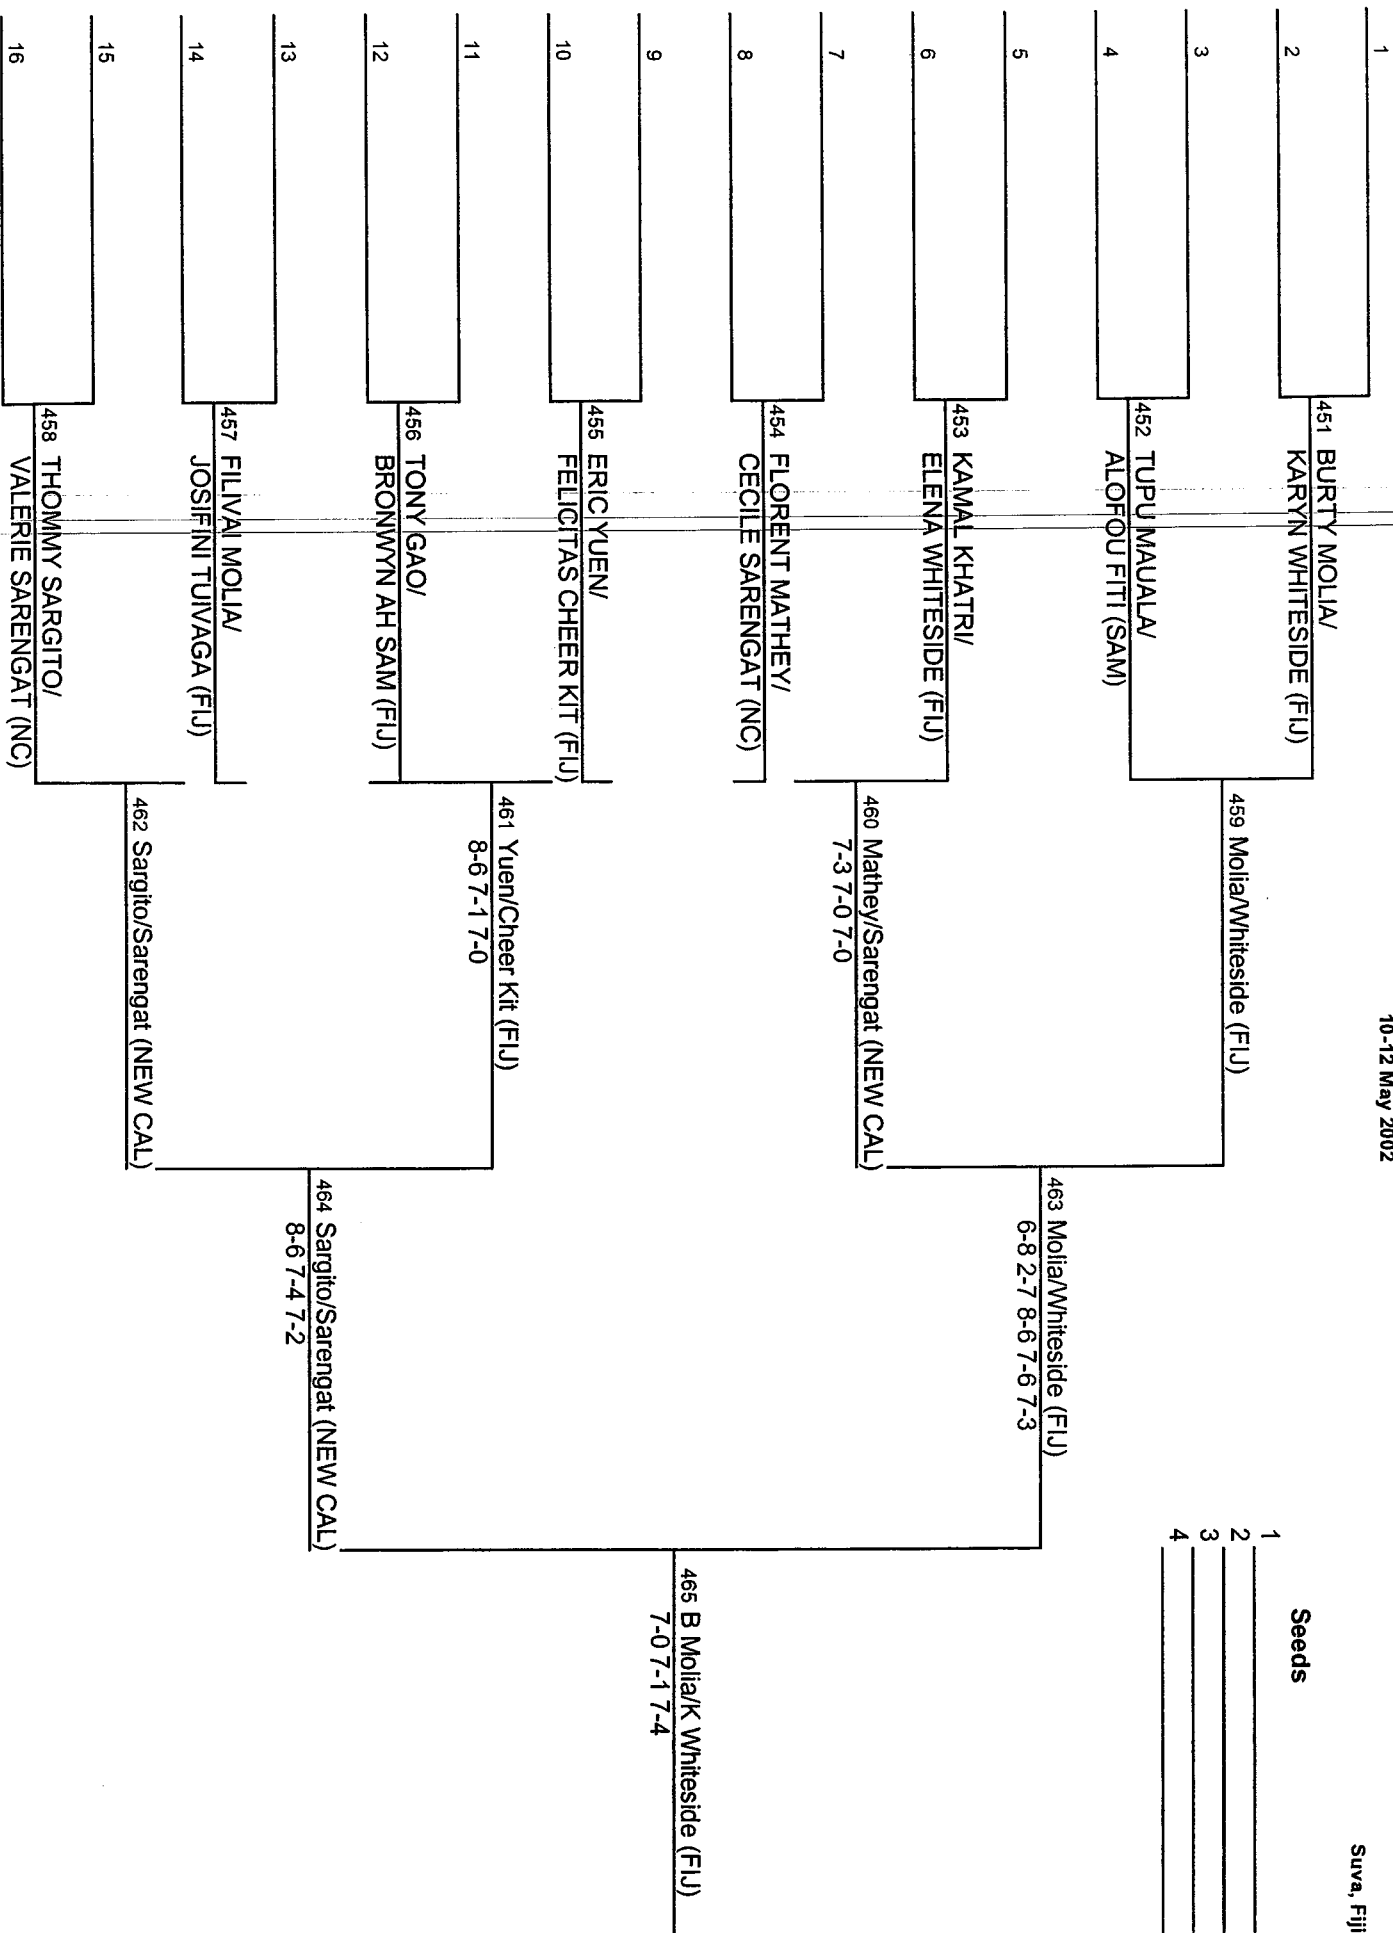 10-12 May 2002
Suva, Fiji
Seeds
1
2
3
4
1
2
3
4
5
6
7
8
9
10
11
12
13
14
15
16
451 BURTY MOLIA/
KARYN WHITESIDE (FIJ)
452 TUPU MAUALA/
ALOFOU FITI (SAM)
453 KAMAL KHATRI/
ELENA WHITESIDE (FIJ)
454 FLORENT MATHEY/
CECILE SARENGAT (NC)
455 ERIC YUEN/
FELICITAS CHEER KIT (FIJ)
456 TONY GAO/
BRONWYN AH SAM (FIJ)
457 FILIVAI MOLIA/
JOSIFINI TUIVAGA (FIJ)
458 THOMMY SARGITO/
VALERIE SARENGAT (NC)
459 Molia/Whiteside (FIJ)
460 Mathey/Sarengat (NEW CAL)
7-3 7-0 7-0
461 Yuen/Cheer Kit (FIJ)
8-6 7-1 7-0
462 Sargito/Sarengat (NEW CAL)
463 Molia/Whiteside (FIJ)
6-8 2-7 8-6 7-6 7-3
464 Sargito/Sarengat (NEW CAL)
8-6 7-4 7-2
465 B Molia/K Whiteside (FIJ)
7-0 7-1 7-4